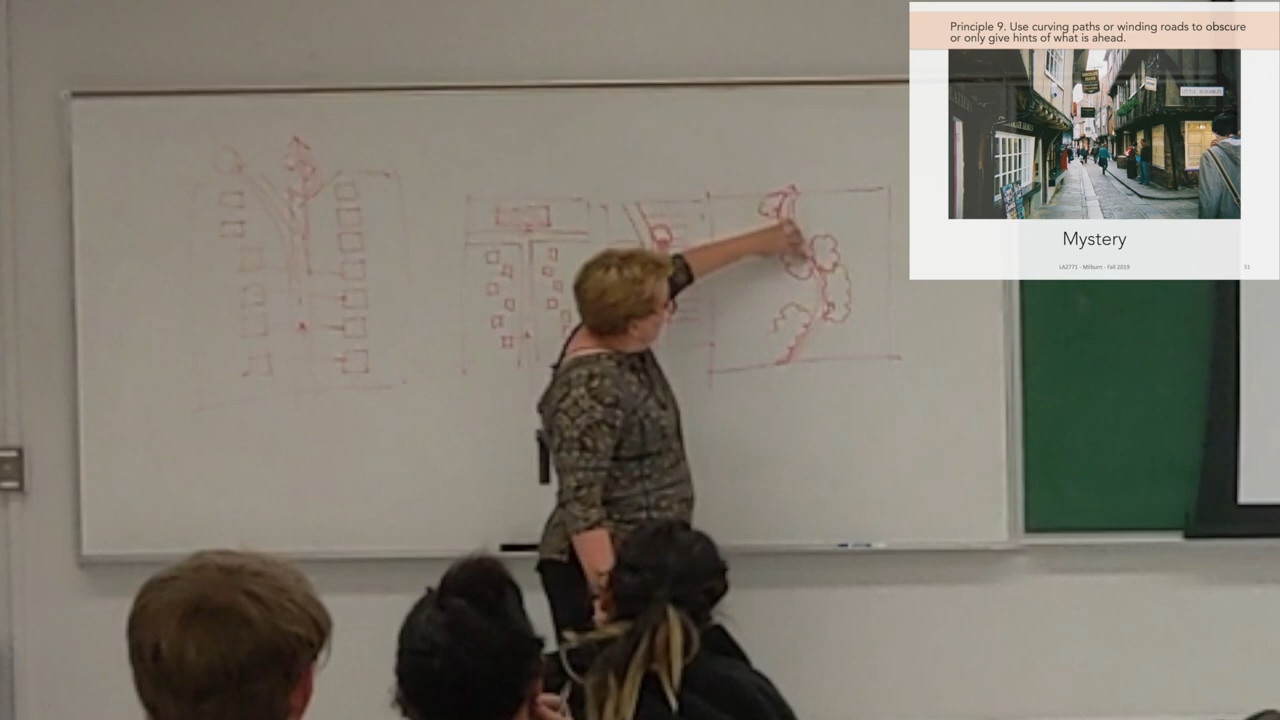 Principle 9. Use curving paths or winding roads to obscure
or only give hints of what is ahead.
Mystery
LA2771 - Milburn - Fall 2019
51